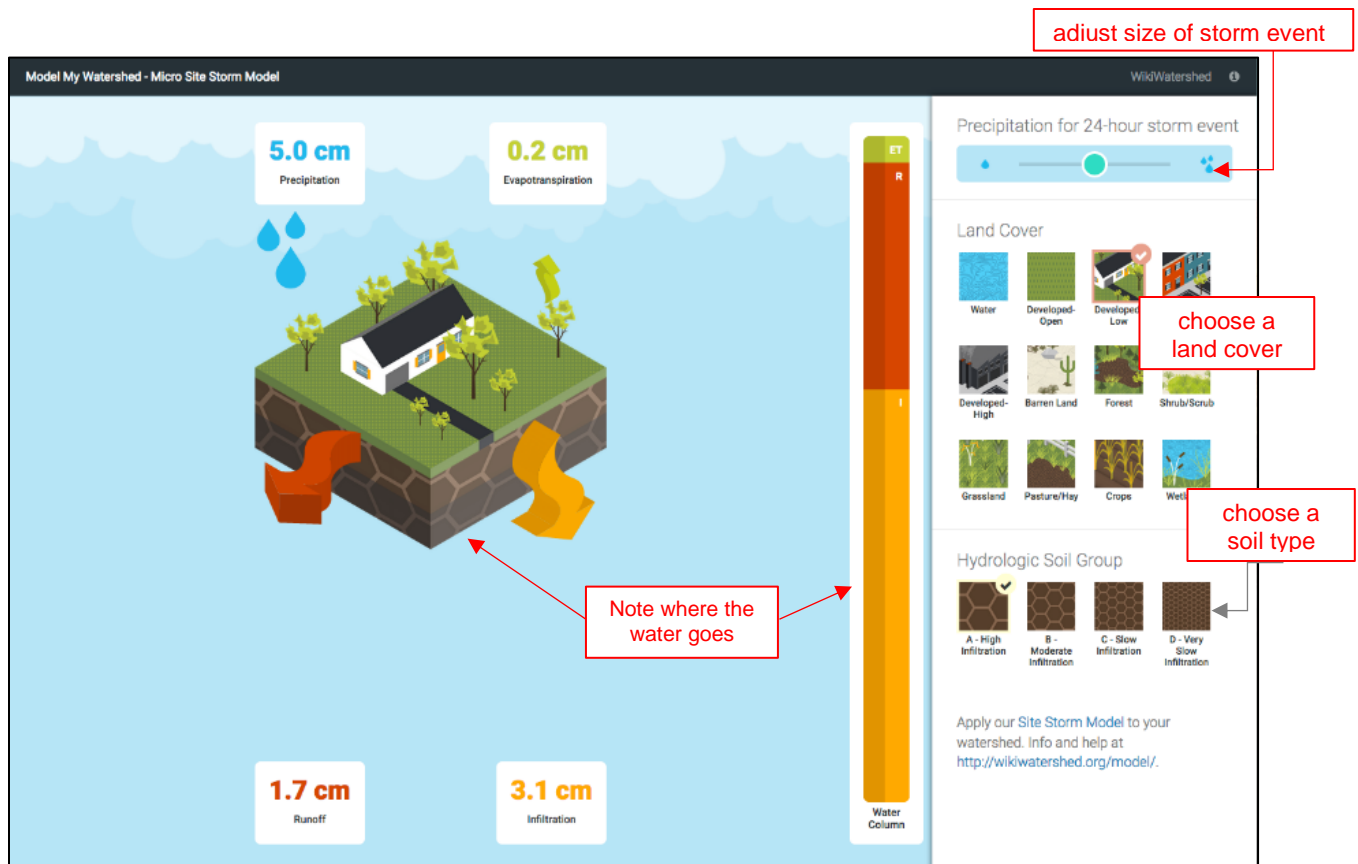 adjust size of storm event
Model My Watershed - Micro Site Storm Model
WikiWatershed
5.0 cm
Precipitation
0.2 cm
Evapotranspiration
ET
R
I
Water
Column
Precipitation for 24-hour storm event
Land Cover
Water
Developed-
Open
Developed-
Low
choose a
land cover
Developed-
High
Barren Land
Forest
Shrub/Scrub
Grassland
Pasture/Hay
Crops
choose a
soil type
Hydrologic Soil Group
A - High
Infiltration
B -
Moderate
Infiltration
C - Slow
Infiltration
D - Very
Slow
Infiltration
Note where the
water goes
Apply our Site Storm Model to your
watershed. Info and help at
http://wikiwatershed.org/model/.
1.7 cm
Runoff
3.1 cm
Infiltration